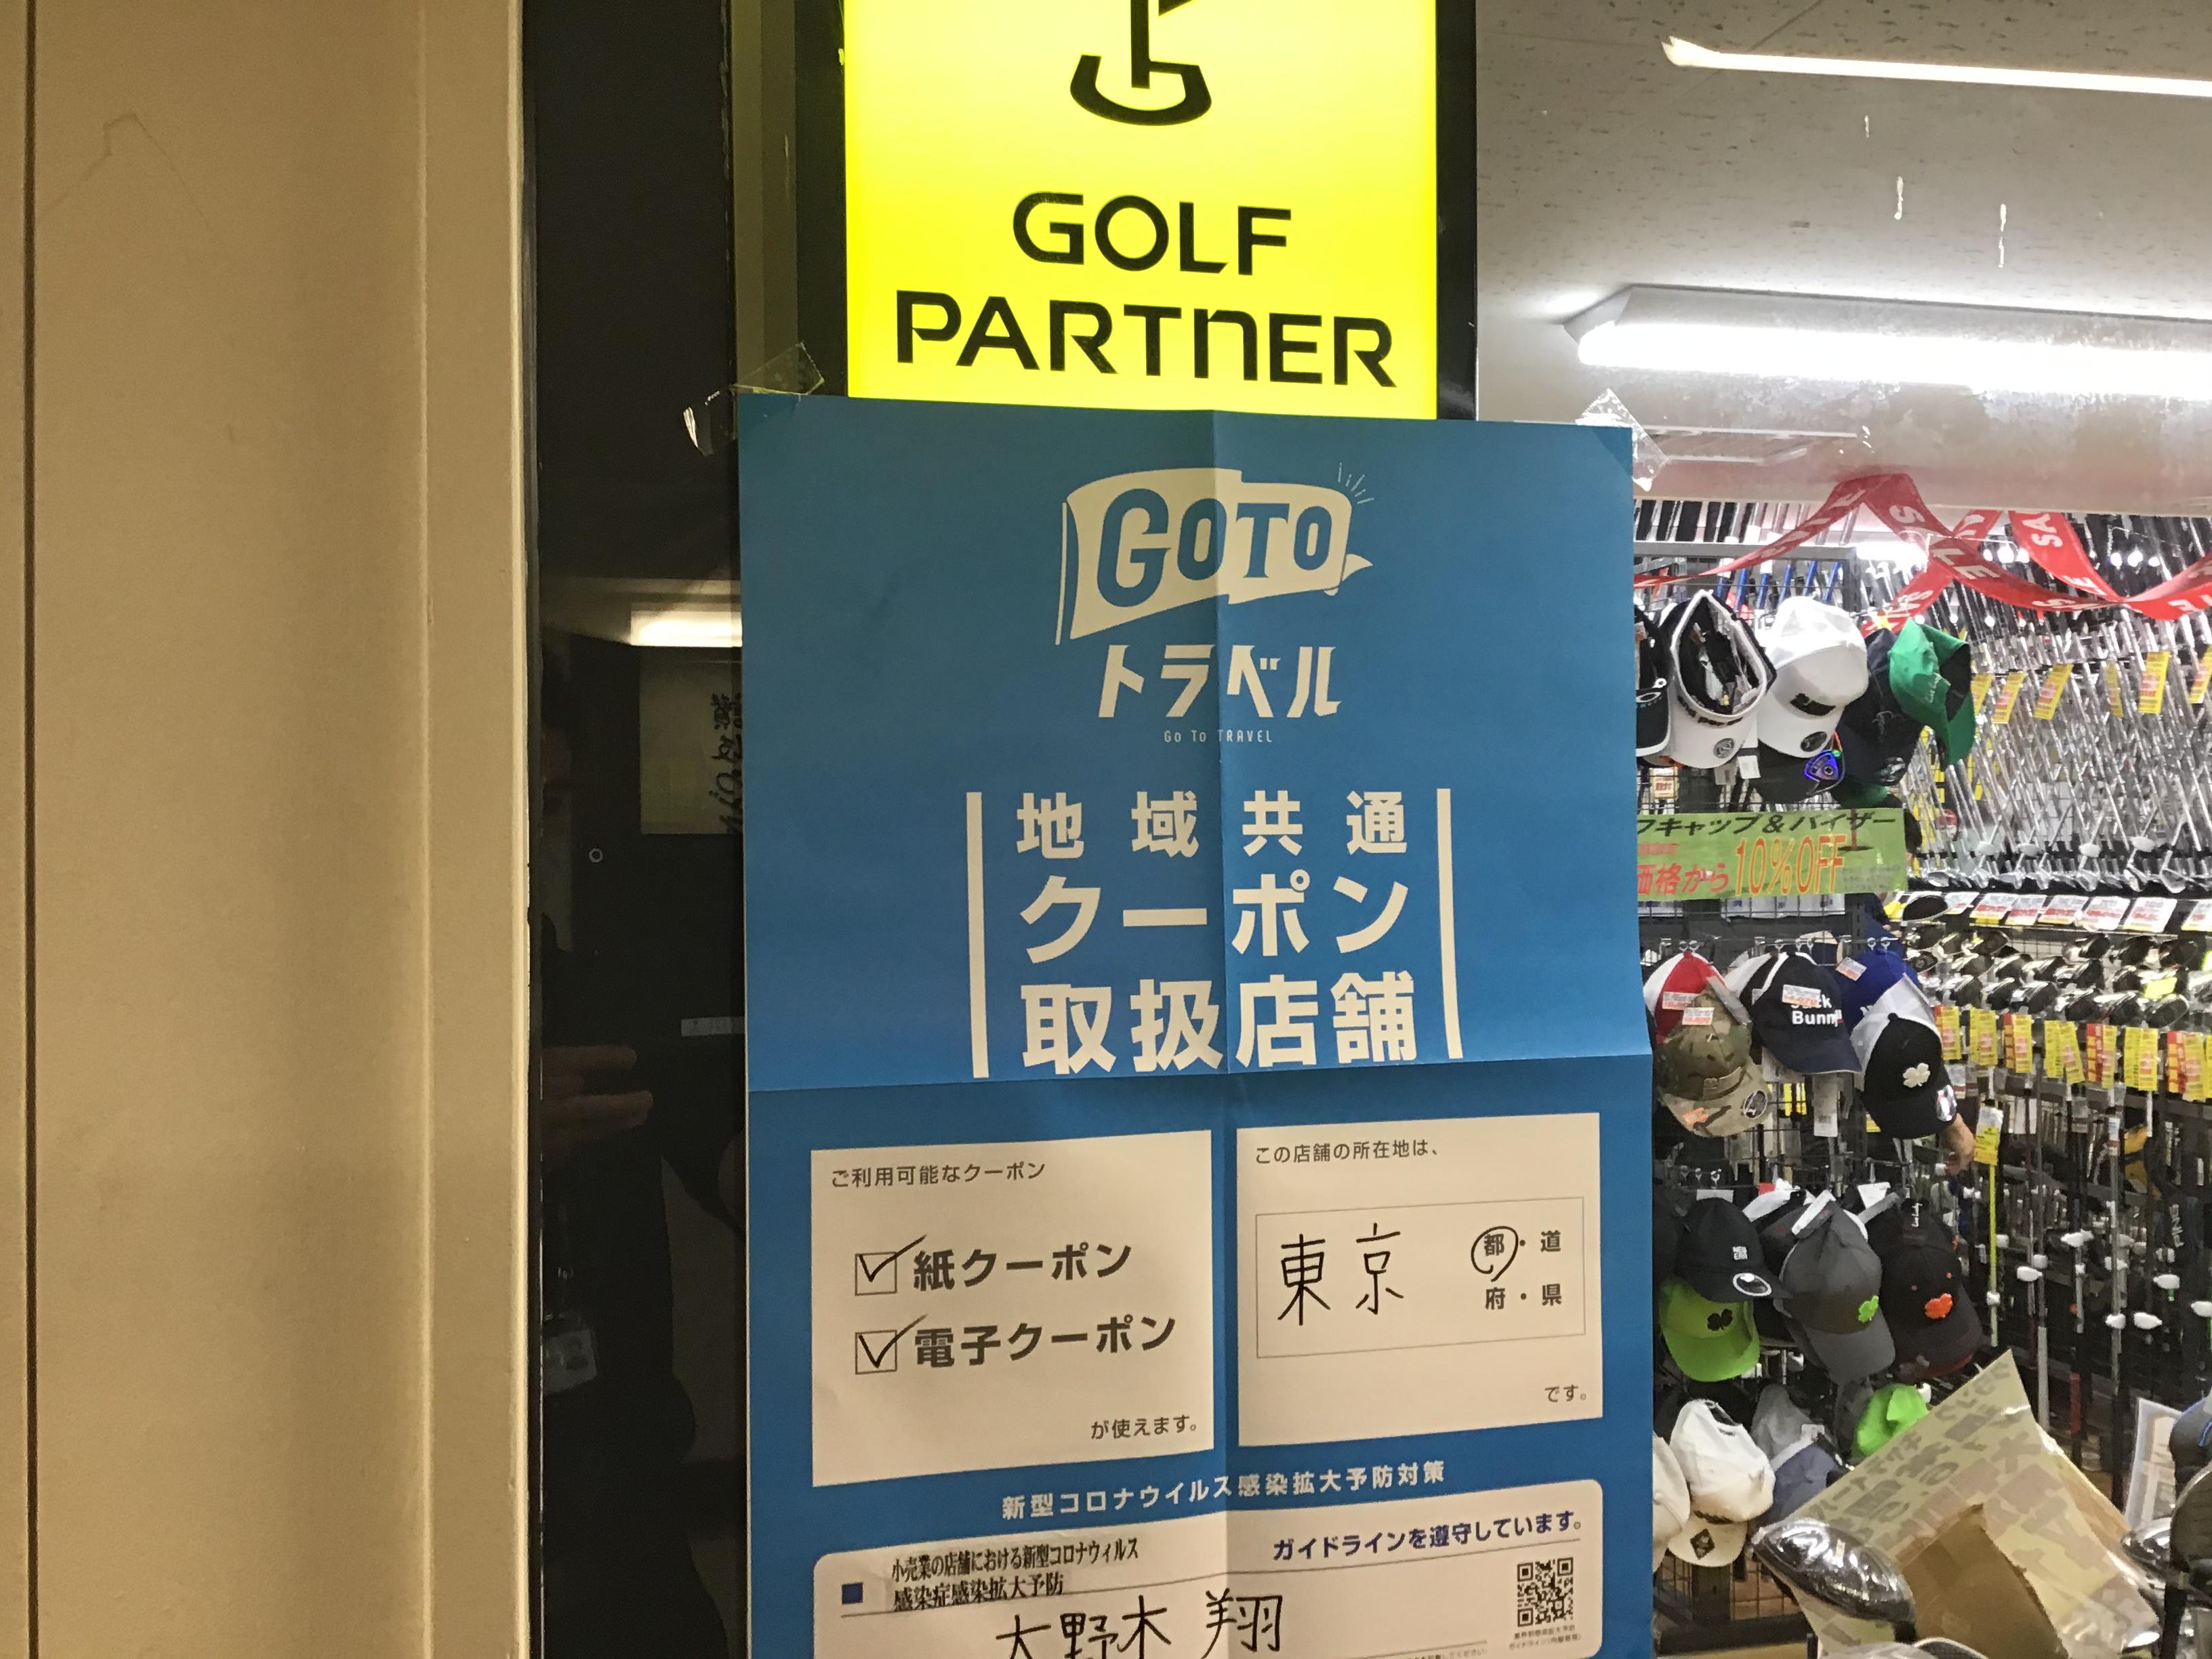 GOLF
PARTNER
GO TO
トラベル
GO TO TRAVEL
地域共通
クーポン
取扱店舗
ご利用可能なクーポン
紙クーポン
電子クーポン
が使えます。
この店舗の所在地は、
東京 都・道
府・県
です。
新型コロナウイルス感染拡大予防対策
ガイドラインを遵守しています。
小売業の店舗における新型コロナウィルス
感染症感染拡大予防
大野木 翔
キャップ&バイザー
価格から10%OFF
SALE